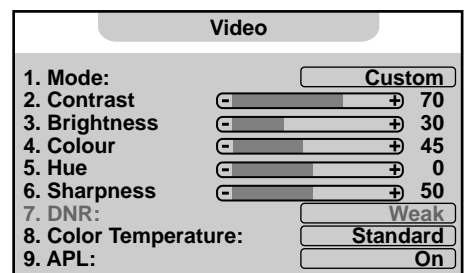 Video
1. Mode: Custom
2. Contrast - + 70
3. Brightness - + 30
4. Colour - + 45
5. Hue - + 0
6. Sharpness - + 50
7. DNR: Weak
8. Color Temperature: Standard
9. APL: On